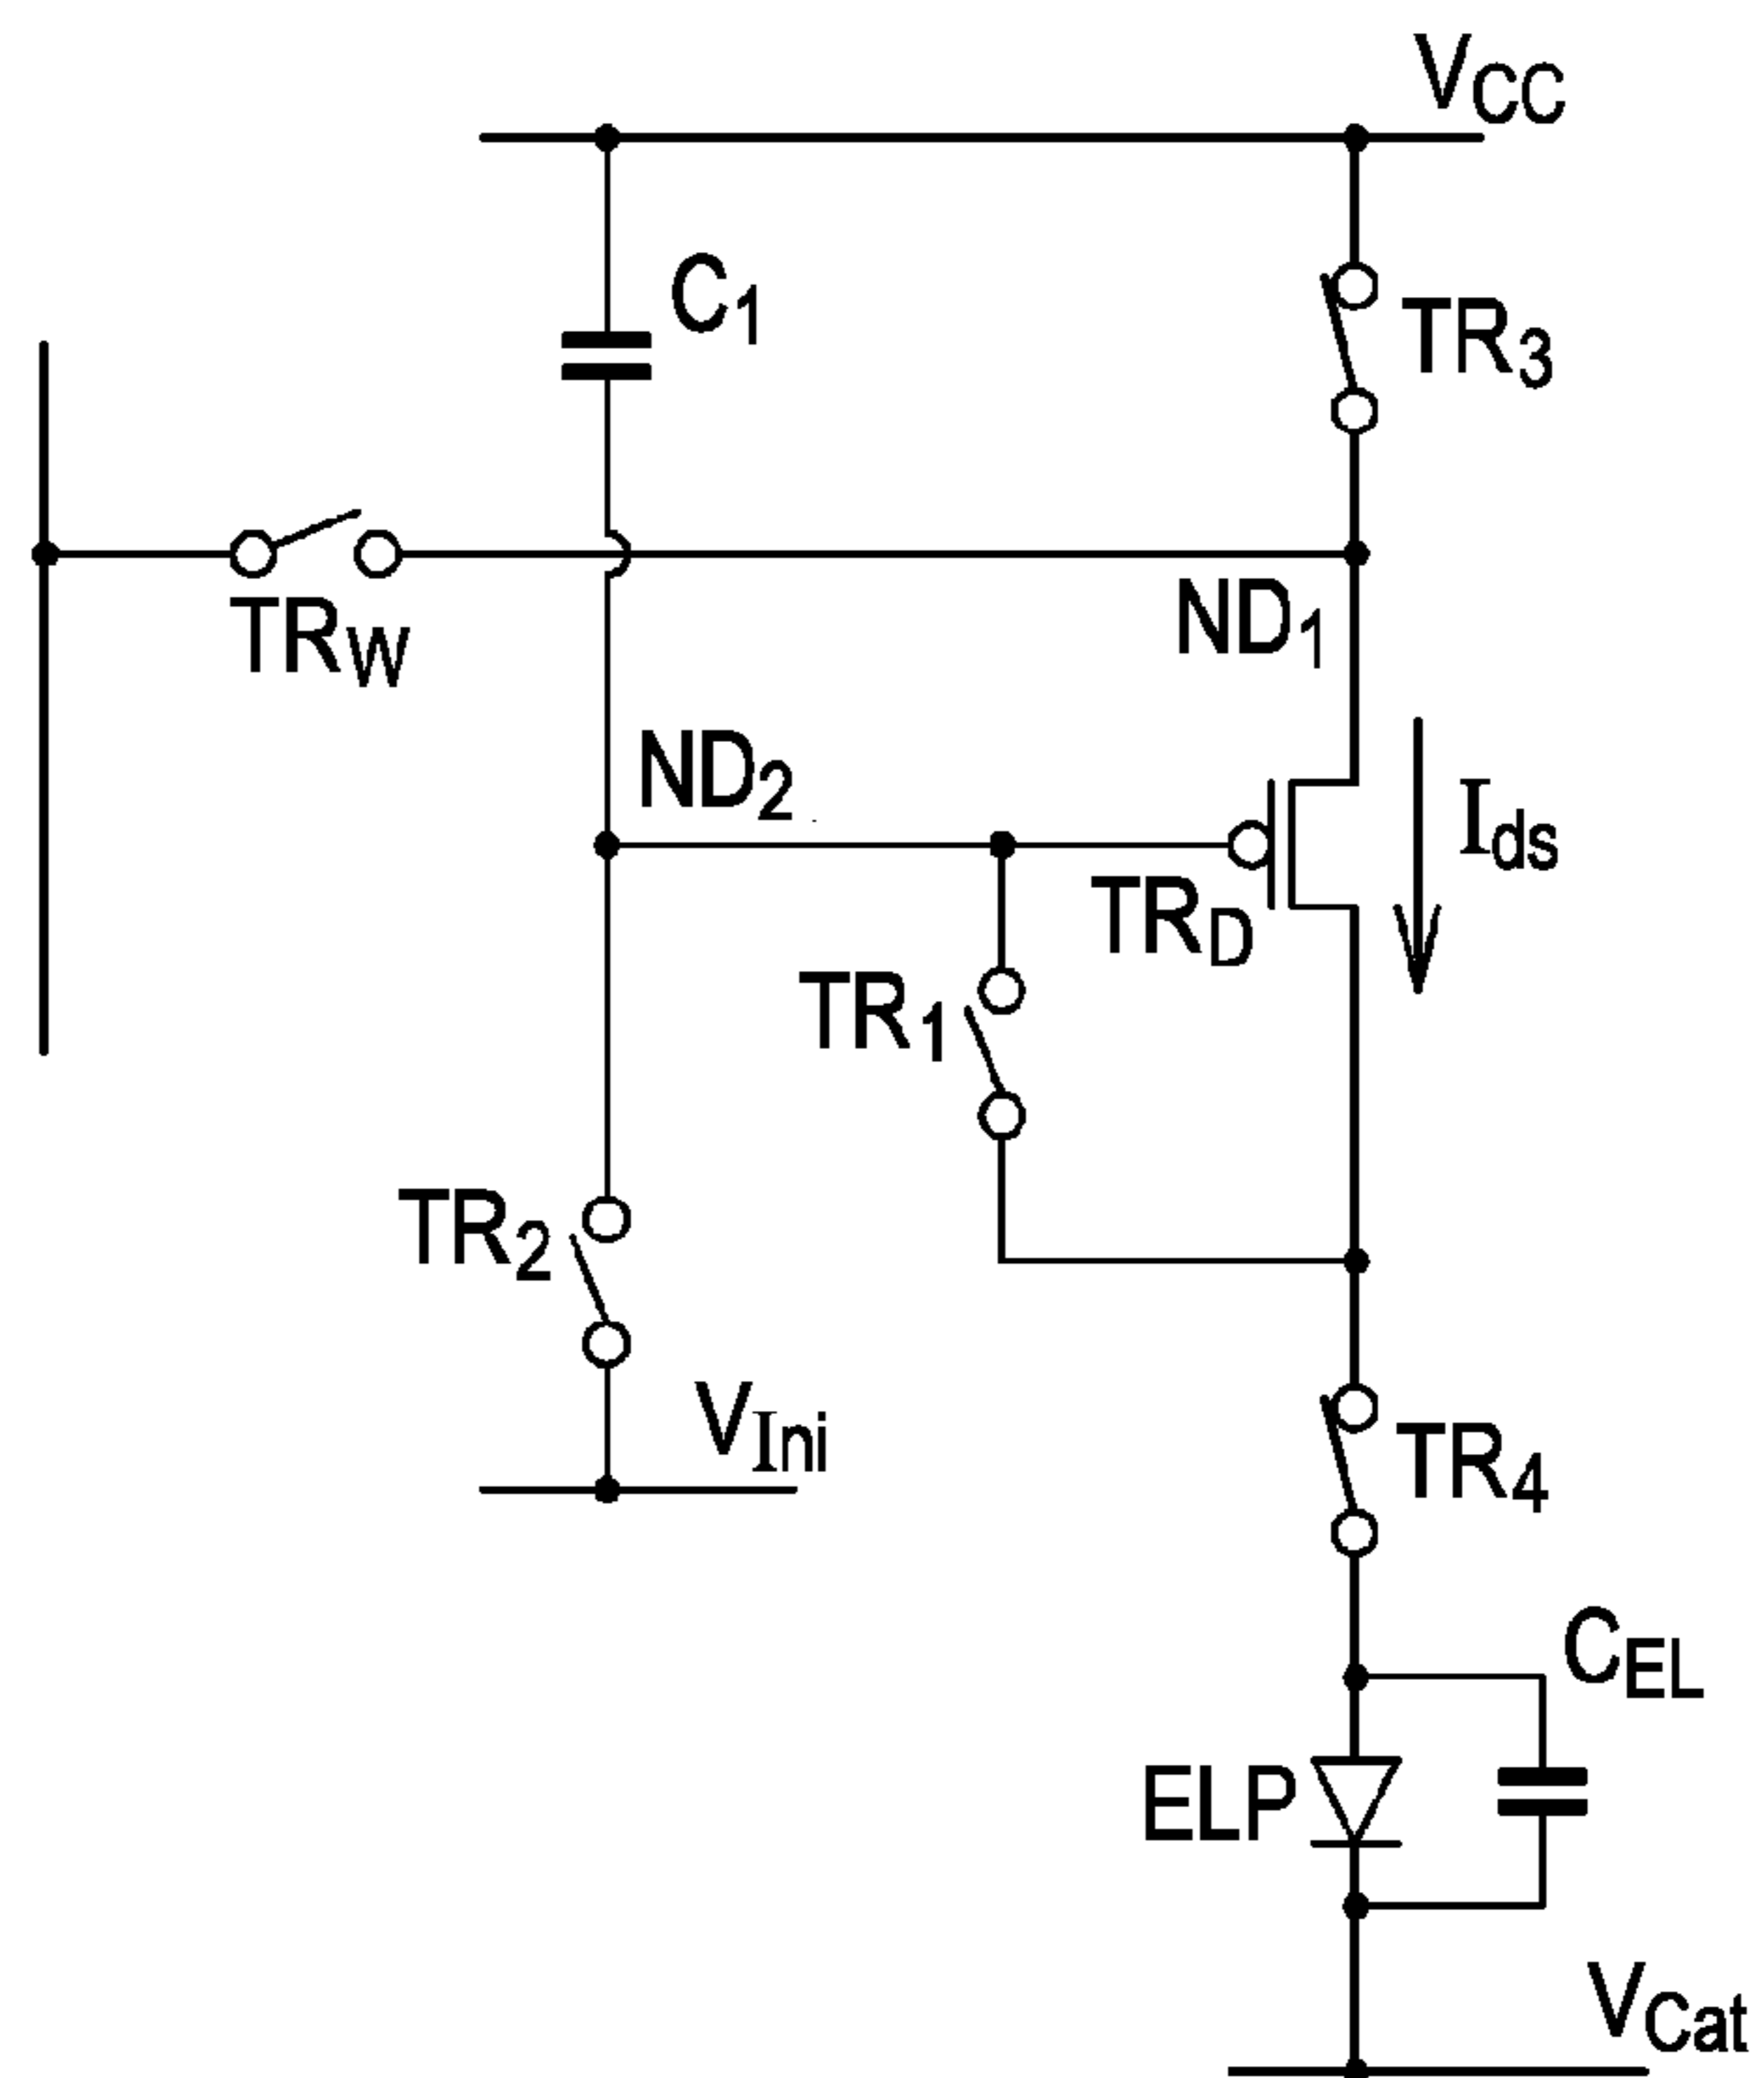 VCC
C1
TR3
TRW
ND1
ND2
Ids
TRD
TR1
TR2
VIni
TR4
CEL
ELP
VCat